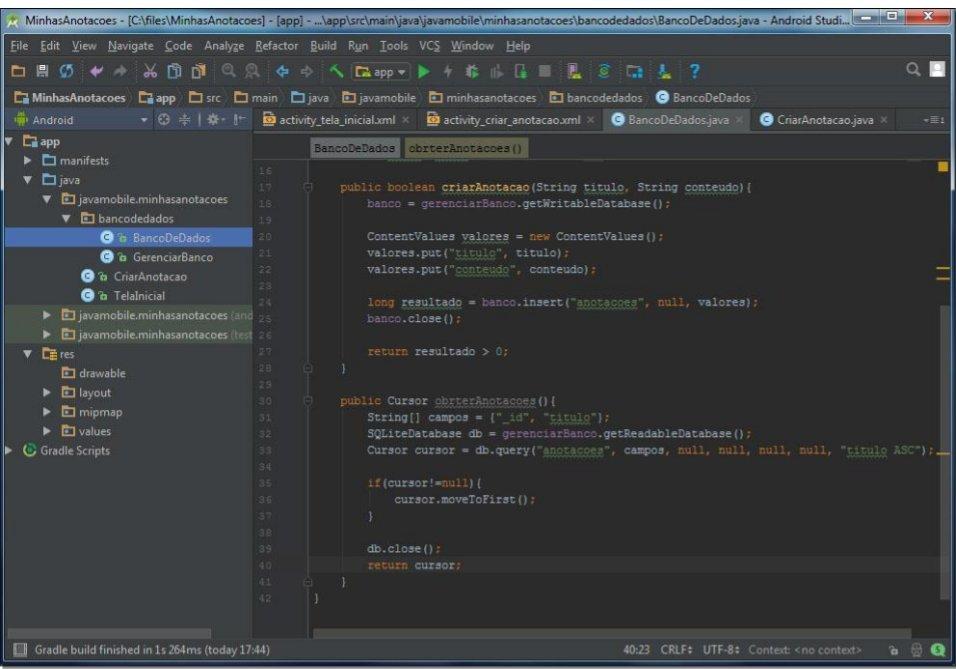 MinhasAnotacoes - [C:\files\MinhasAnotacoes] - [app] - ...\app\src\main\java\javamobile\minhasanotacoes\bancodedados\BancoDeDados.java - Android Studi...
File Edit View Navigate Code Analyze Refactor Build Run Tools VCS Window Help
app
MinhasAnotacoes app src main java javamobile minhasanotacoes bancodedados BancoDeDados
Android activity_tela_inicial.xml × activity_criar_anotacao.xml × BancoDeDados.java × CriarAnotacao.java ×
app
manifests
java
javamobile.minhasanotacoes
bancodedados
BancoDeDados
GerenciarBanco
CriarAnotacao
TelaInicial
javamobile.minhasanotacoes (and
javamobile.minhasanotacoes (test
res
drawable
layout
mipmap
values
Gradle Scripts
BancoDeDados obrterAnotacoes()
16
17 public boolean criarAnotacao(String titulo, String conteudo){
18 banco = gerenciarBanco.getWritableDatabase();
19
20 ContentValues valores = new ContentValues();
21 valores.put("titulo", titulo);
22 valores.put("conteudo", conteudo);
23
24 long resultado = banco.insert("anotacoes", null, valores);
25 banco.close();
26
27 return resultado > 0;
28 }
29
30 public Cursor obrterAnotacoes(){
31 String[] campos = {"_id", "titulo"};
32 SQLiteDatabase db = gerenciarBanco.getReadableDatabase();
33 Cursor cursor = db.query("anotacoes", campos, null, null, null, null, "titulo ASC");
34
35 if(cursor!=null){
36 cursor.moveToFirst();
37 }
38
39 db.close();
40 return cursor;
41 }
42 }
Gradle build finished in 1s 264ms (today 17:44) 40:23 CRLF÷ UTF-8÷ Context: <no context>